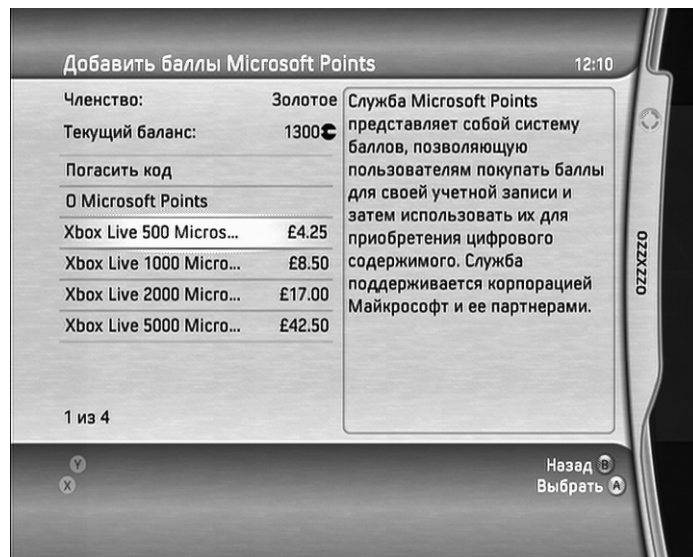 Добавить баллы Microsoft Points 12:10
Членство: Золотое
Текущий баланс: 1300
Погасить код
О Microsoft Points
Xbox Live 500 Micros... £4.25
Xbox Live 1000 Micro... £8.50
Xbox Live 2000 Micro... £17.00
Xbox Live 5000 Micro... £42.50
1 из 4
Служба Microsoft Points
представляет собой систему
баллов, позволяющую
пользователям покупать баллы
для своей учетной записи и
затем использовать их для
приобретения цифрового
содержимого. Служба
поддерживается корпорацией
Майкрософт и ее партнерами.
OZZXZZO
Y
X
Назад B
Выбрать A